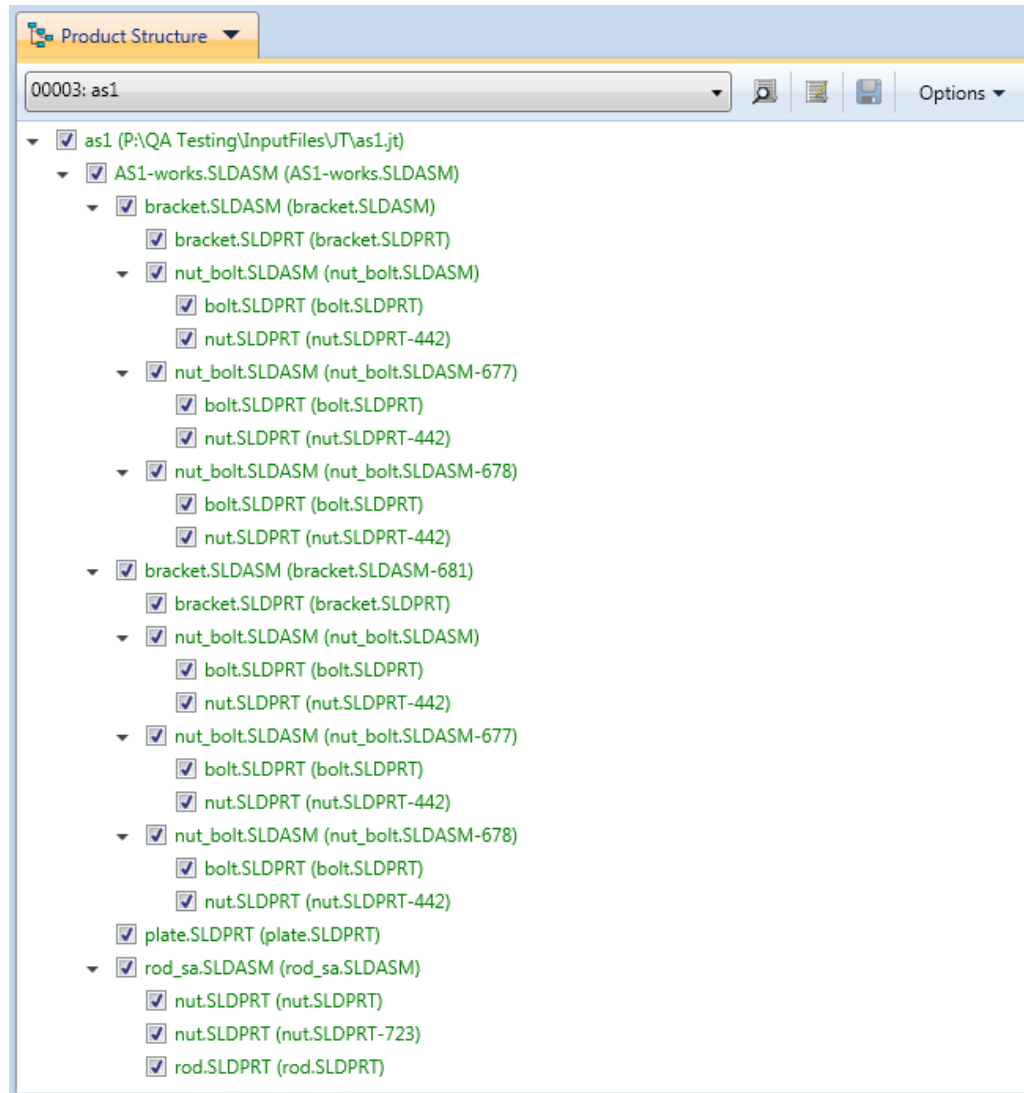 Product Structure
00003: as1
Options
as1 (P:\QA Testing\InputFiles\JT\as1.jt)
AS1-works.SLDASM (AS1-works.SLDASM)
bracket.SLDASM (bracket.SLDASM)
bracket.SLDPRT (bracket.SLDPRT)
nut_bolt.SLDASM (nut_bolt.SLDASM)
bolt.SLDPRT (bolt.SLDPRT)
nut.SLDPRT (nut.SLDPRT-442)
nut_bolt.SLDASM (nut_bolt.SLDASM-677)
bolt.SLDPRT (bolt.SLDPRT)
nut.SLDPRT (nut.SLDPRT-442)
nut_bolt.SLDASM (nut_bolt.SLDASM-678)
bolt.SLDPRT (bolt.SLDPRT)
nut.SLDPRT (nut.SLDPRT-442)
bracket.SLDASM (bracket.SLDASM-681)
bracket.SLDPRT (bracket.SLDPRT)
nut_bolt.SLDASM (nut_bolt.SLDASM)
bolt.SLDPRT (bolt.SLDPRT)
nut.SLDPRT (nut.SLDPRT-442)
nut_bolt.SLDASM (nut_bolt.SLDASM-677)
bolt.SLDPRT (bolt.SLDPRT)
nut.SLDPRT (nut.SLDPRT-442)
nut_bolt.SLDASM (nut_bolt.SLDASM-678)
bolt.SLDPRT (bolt.SLDPRT)
nut.SLDPRT (nut.SLDPRT-442)
plate.SLDPRT (plate.SLDPRT)
rod_sa.SLDASM (rod_sa.SLDASM)
nut.SLDPRT (nut.SLDPRT)
nut.SLDPRT (nut.SLDPRT-723)
rod.SLDPRT (rod.SLDPRT)